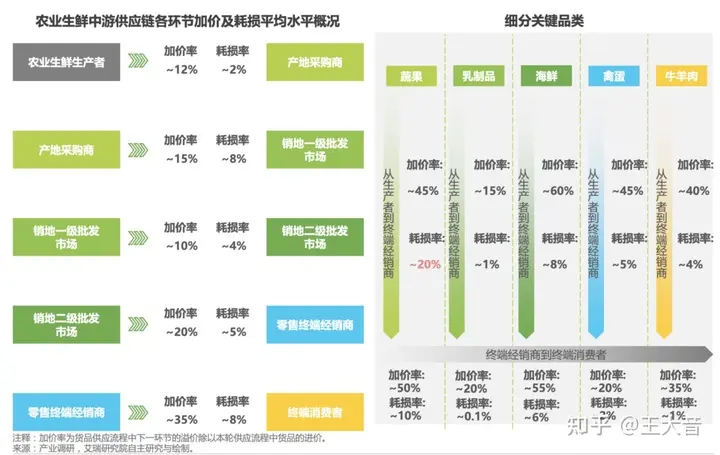 农业生鲜中游供应链各环节加价及耗损平均水平概况
农业生鲜生产者
加价率 耗损率
~12% ~2%
产地采购商
产地采购商
加价率 耗损率
~15% ~8%
销地一级批发
市场
销地一级批发
市场
加价率 耗损率
~10% ~4%
销地二级批发
市场
销地二级批发
市场
加价率 耗损率
~20% ~5%
零售终端经销商
零售终端经销商
加价率 耗损率
~35% ~8%
终端消费者
细分关键品类
蔬果 乳制品 海鲜 禽蛋 牛羊肉
从生产者到终端经销商
加价率:
~45%
耗损率:
~20%
从生产者到终端经销商
加价率:
~15%
耗损率:
~1%
从生产者到终端经销商
加价率:
~60%
耗损率:
~8%
从生产者到终端经销商
加价率:
~45%
耗损率:
~5%
从生产者到终端经销商
加价率:
~40%
耗损率:
~4%
终端经销商到终端消费者
加价率: 加价率: 加价率: 加价率: 加价率:
~50% ~20% ~55% ~20% ~35%
耗损率: 耗损率: 耗损率: 耗损率: 耗损率:
~10% ~0.1% ~6% ~2% ~1%
注释:加价率为货品供应流程中下一环节的溢价除以本轮供应流程中货品的进价。
来源:产业调研,艾瑞研究院自主研究与绘制。
知乎 @王大音